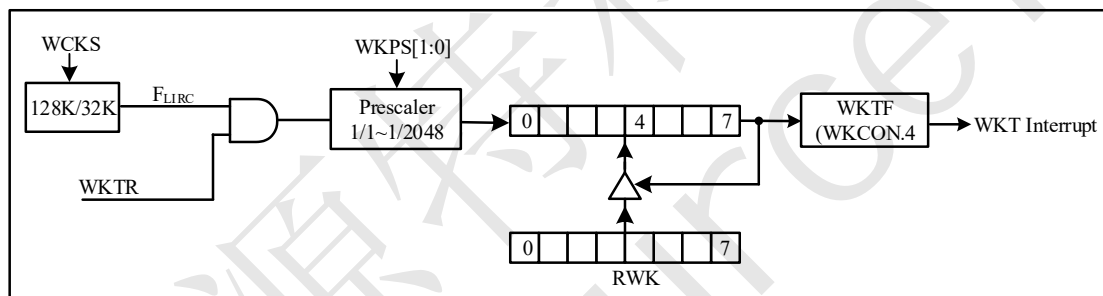 WCKS
128K/32K
FLIRC
WKTR
WKPS[1:0]
Prescaler
1/1~1/2048
0 4 7
WKTF
(WKCON.4
WKT Interrupt
0 7
RWK